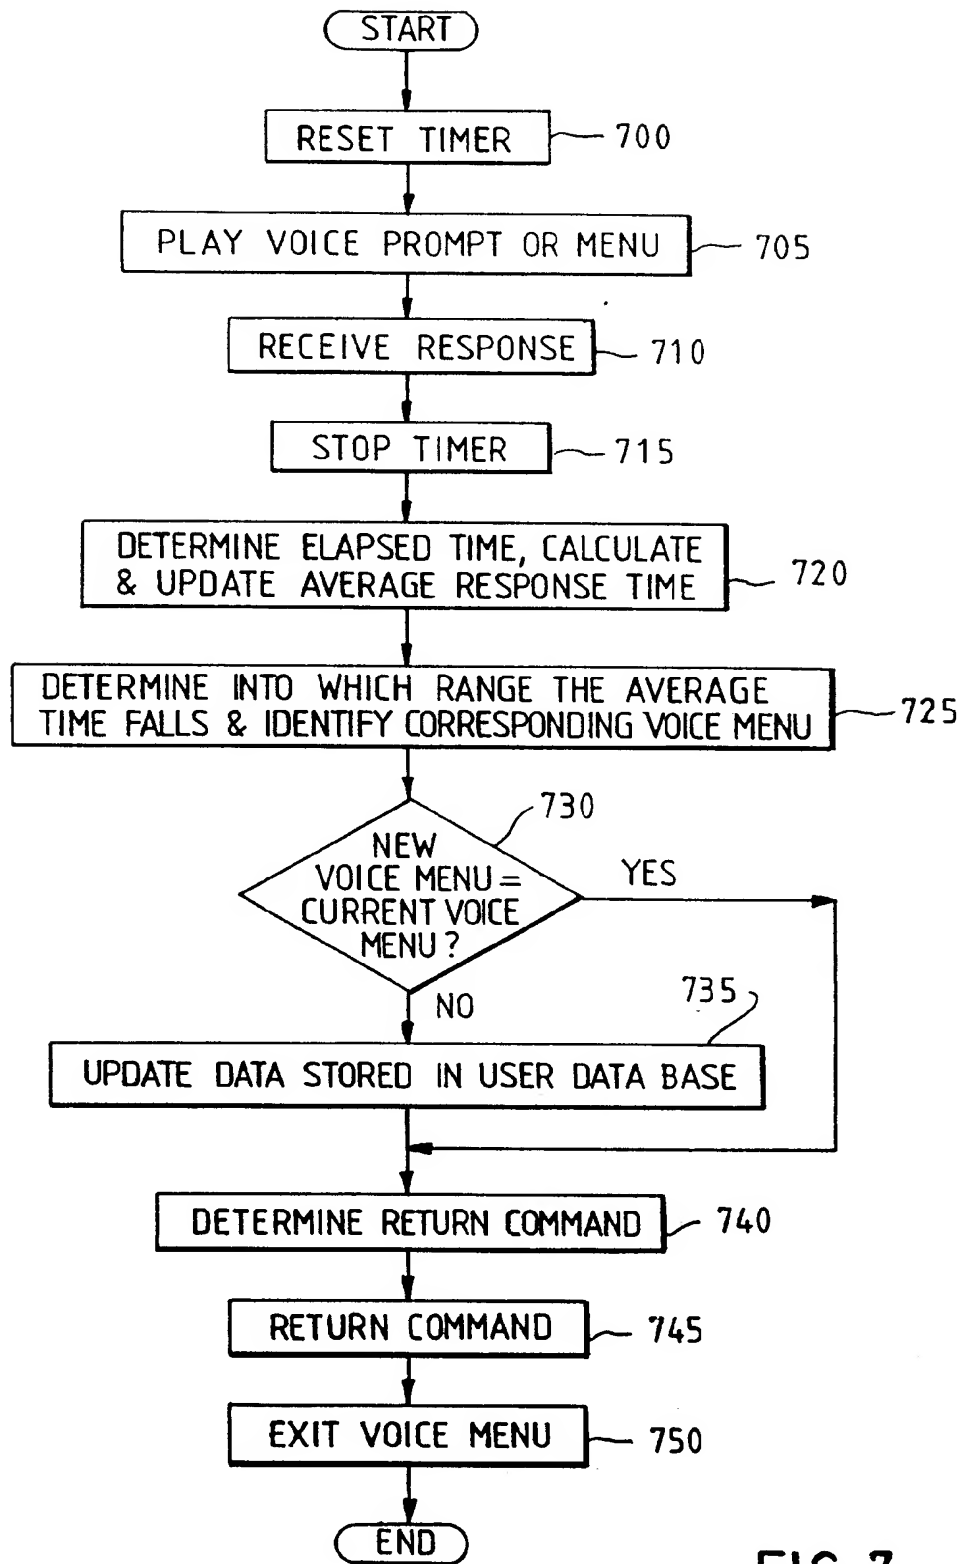 START
RESET TIMER
700
PLAY VOICE PROMPT OR MENU
705
RECEIVE RESPONSE
710
STOP TIMER
715
DETERMINE ELAPSED TIME, CALCULATE
& UPDATE AVERAGE RESPONSE TIME
720
DETERMINE INTO WHICH RANGE THE AVERAGE
TIME FALLS & IDENTIFY CORRESPONDING VOICE MENU
725
730
NEW
VOICE MENU =
CURRENT VOICE
MENU ?
YES
NO
735
UPDATE DATA STORED IN USER DATA BASE
DETERMINE RETURN COMMAND
740
RETURN COMMAND
745
EXIT VOICE MENU
750
END
FIG. 7